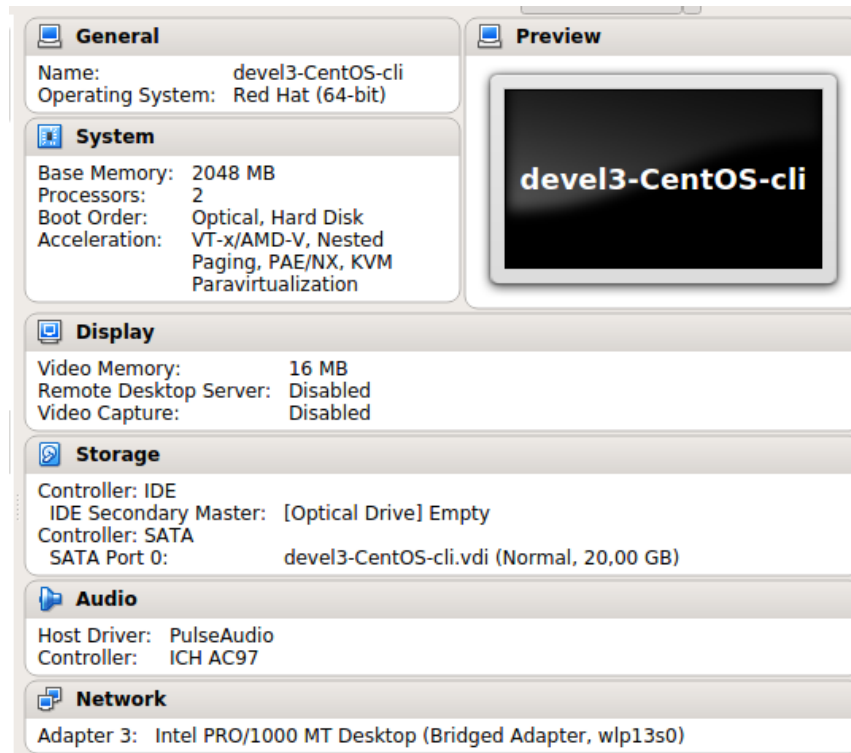 General
Name: devel3-CentOS-cli
Operating System: Red Hat (64-bit)
System
Base Memory: 2048 MB
Processors: 2
Boot Order: Optical, Hard Disk
Acceleration: VT-x/AMD-V, Nested
Paging, PAE/NX, KVM
Paravirtualization
Preview
devel3-CentOS-cli
Display
Video Memory: 16 MB
Remote Desktop Server: Disabled
Video Capture: Disabled
Storage
Controller: IDE
IDE Secondary Master: [Optical Drive] Empty
Controller: SATA
SATA Port 0: devel3-CentOS-cli.vdi (Normal, 20,00 GB)
Audio
Host Driver: PulseAudio
Controller: ICH AC97
Network
Adapter 3: Intel PRO/1000 MT Desktop (Bridged Adapter, wlp13s0)